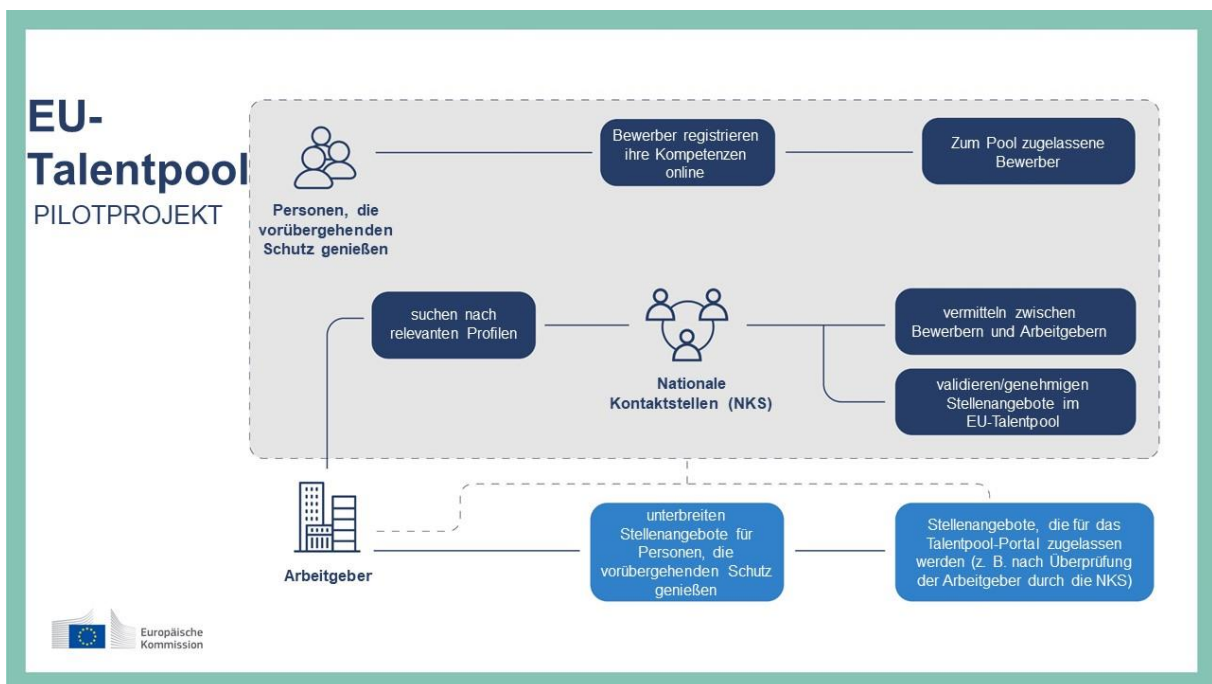 EU-
Talentpool
PILOTPROJEKT
Personen, die
vorübergehenden
Schutz genießen
Bewerber registrieren
ihre Kompetenzen
online
Zum Pool zugelassene
Bewerber
suchen nach
relevanten Profilen
Nationale
Kontaktstellen (NKS)
vermitteln zwischen
Bewerbern und Arbeitgebern
validieren/genehmigen
Stellenangebote im
EU-Talentpool
Arbeitgeber
unterbreiten
Stellenangebote für
Personen, die
vorübergehenden Schutz
genießen
Stellenangebote, die für das
Talentpool-Portal zugelassen
werden (z. B. nach Überprüfung
der Arbeitgeber durch die NKS)
Europäische
Kommission